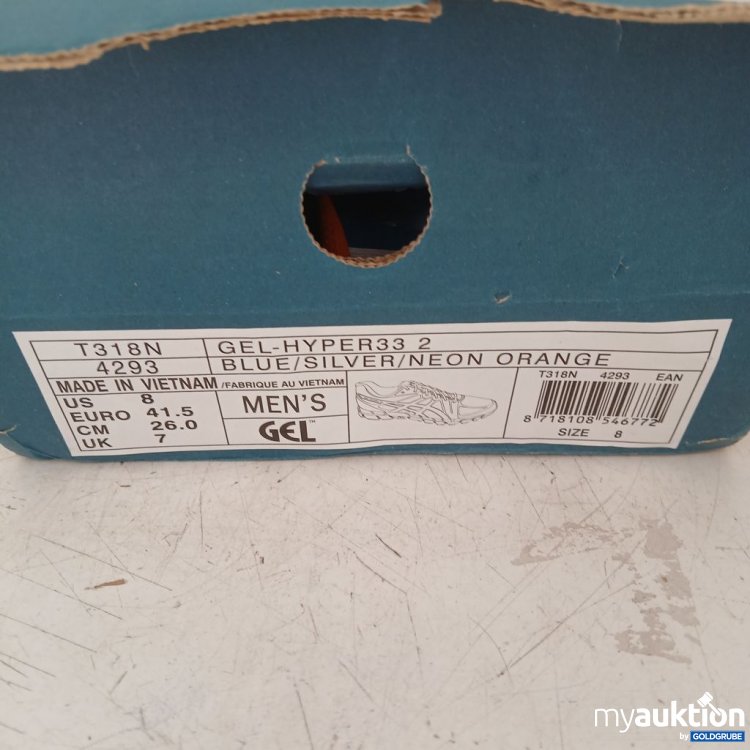 T318N GEL-HYPER33 2
4293 BLUE/SILVER/NEON ORANGE
MADE IN VIETNAM /FABRIQUE AU VIETNAM
US 8
EURO 41.5
CM 26.0
UK 7
MEN'S
GEL™
T318N 4293 EAN
8 718108 546772
SIZE 8
myauktion
by GOLDGRUBE